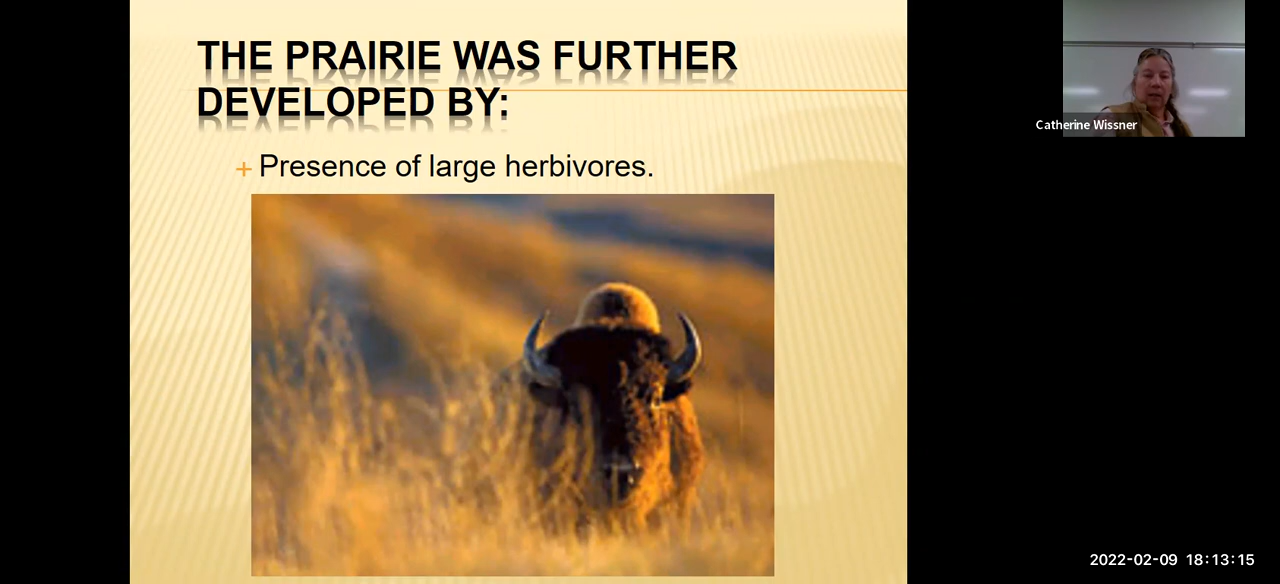 THE PRAIRIE WAS FURTHER
DEVELOPED BY:
+ Presence of large herbivores.
Catherine Wissner
2022-02-09 18:13:15